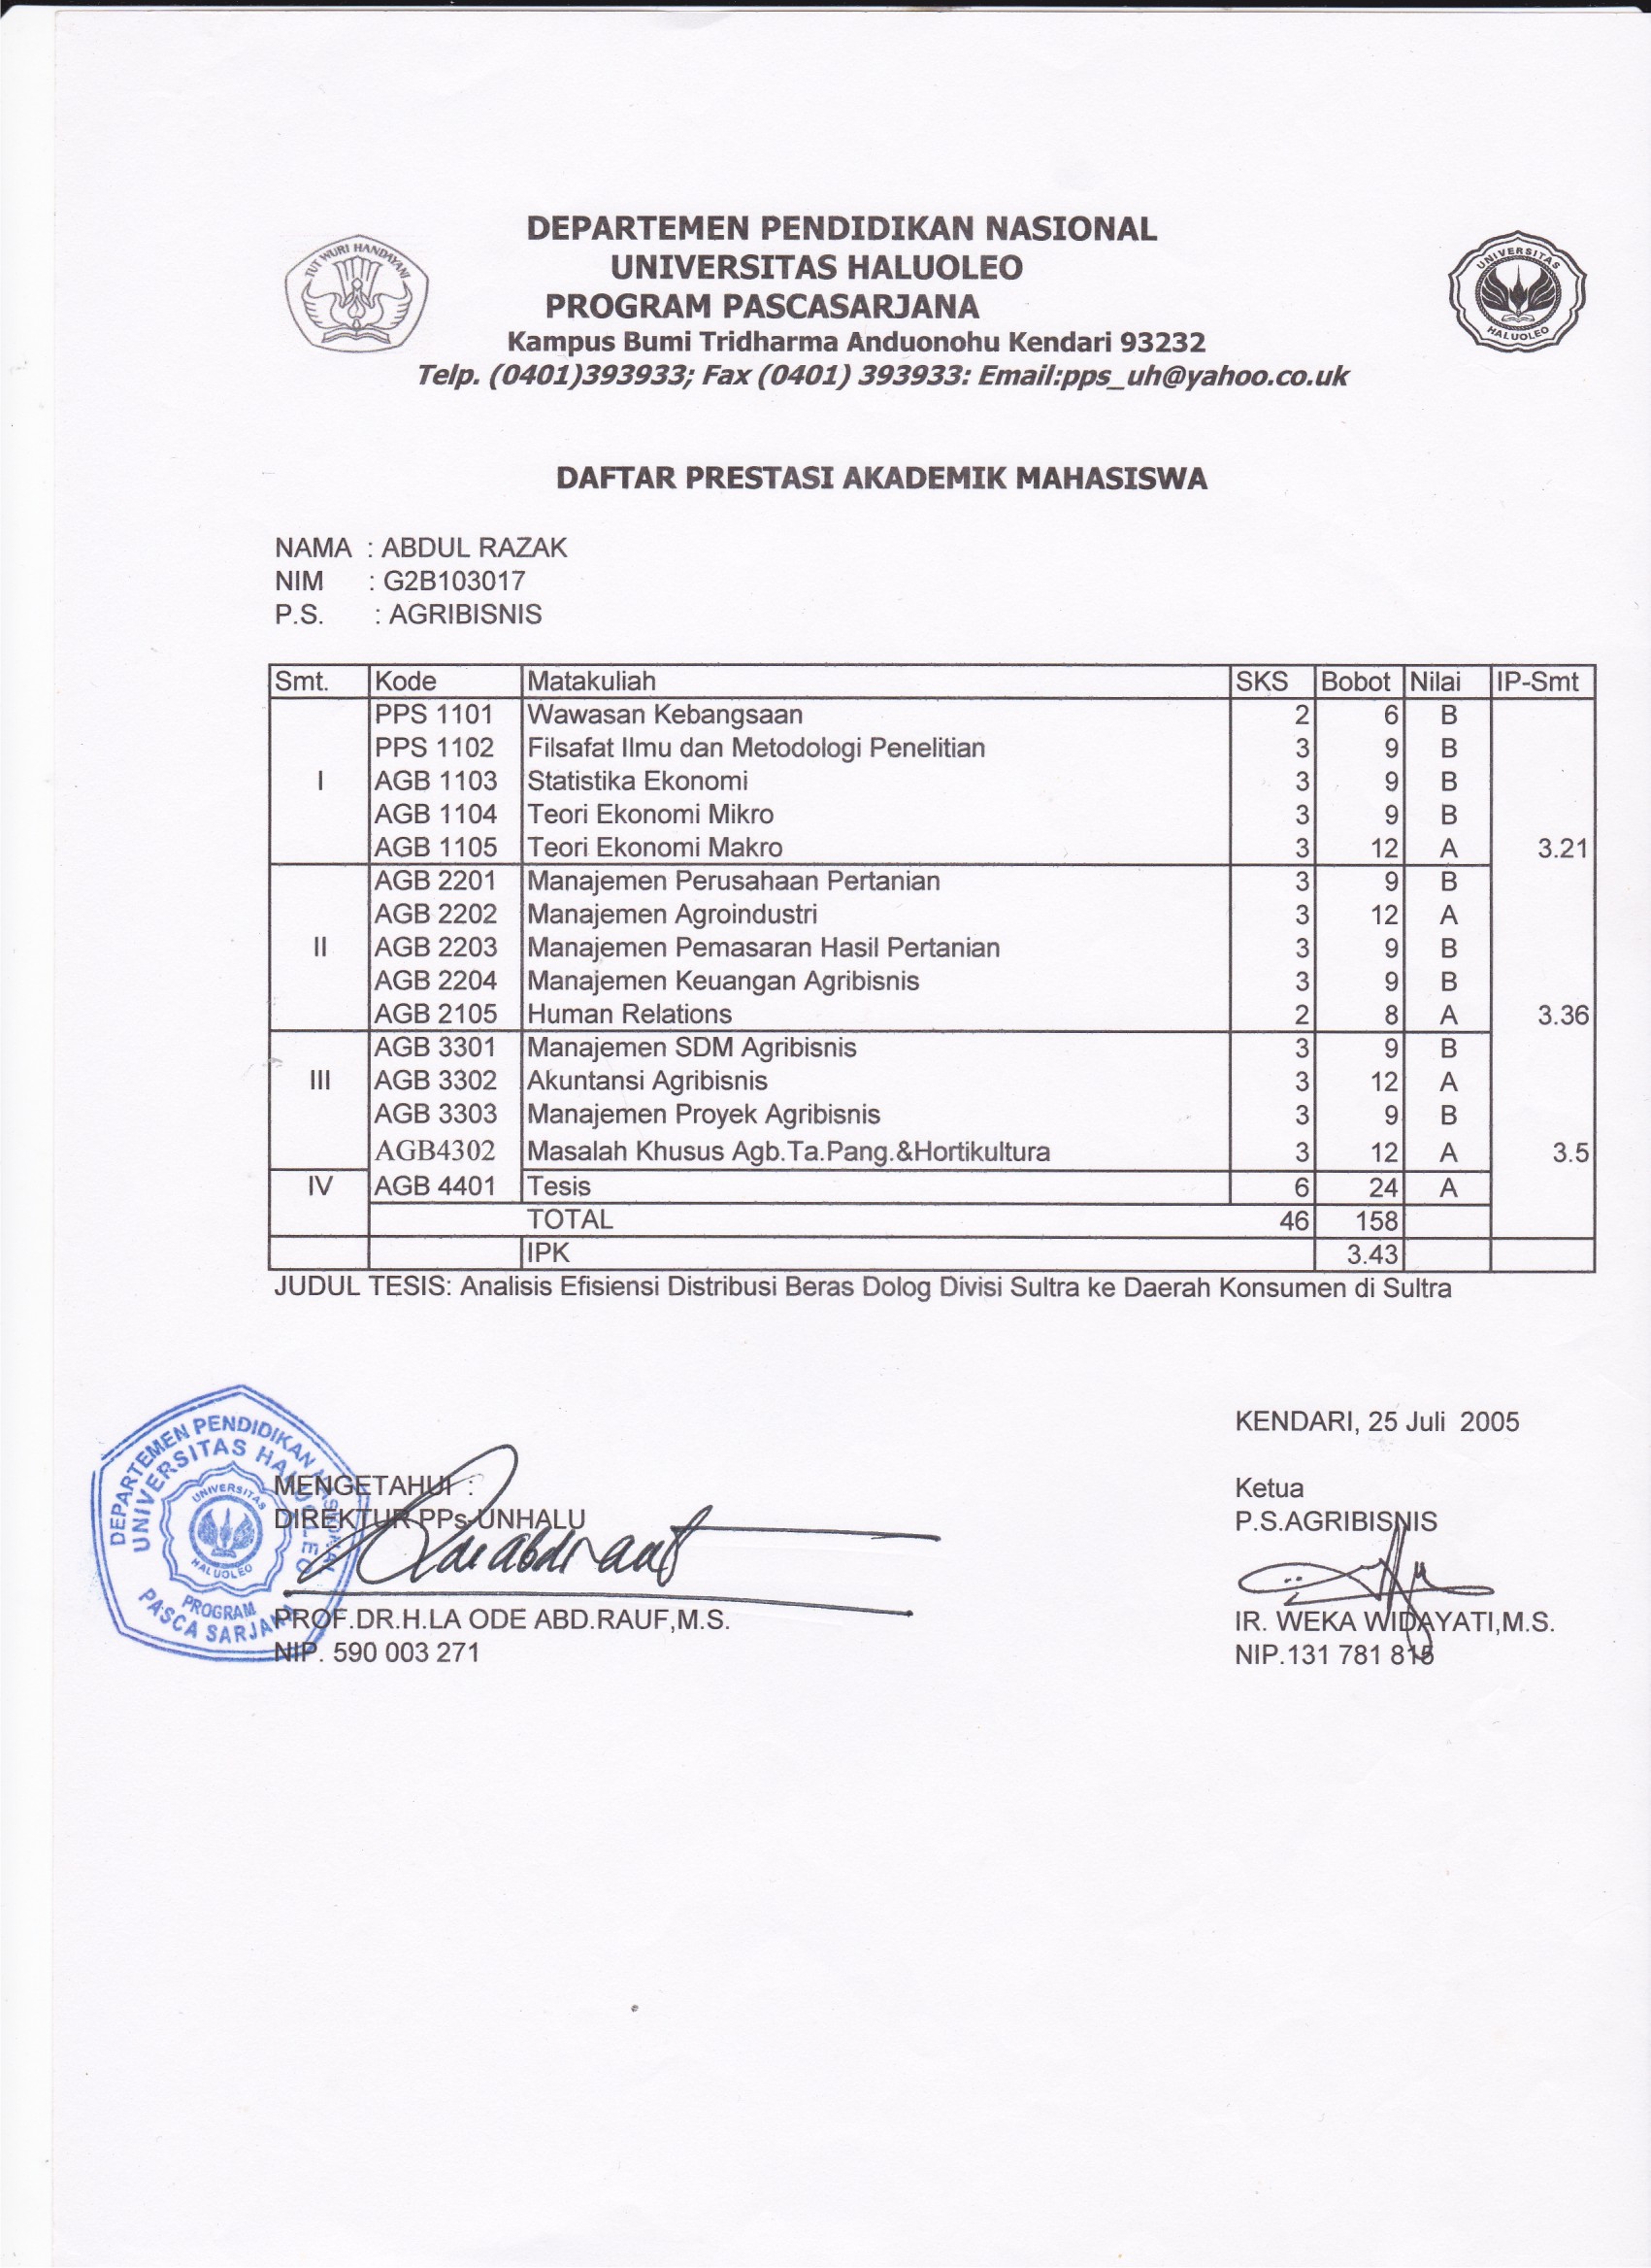 DEPARTEMEN PENDIDIKAN NASIONAL
UNIVERSITAS HALUOLEO
PROGRAM PASCASARJANA
Kampus Bumi Tridharma Anduonohu Kendari 93232
Telp. (0401)393933; Fax (0401) 393933: Email:pps_uh@yahoo.co.uk
TUT WURI HANDAYANI
UNIVERSITAS HALUOLEO
DAFTAR PRESTASI AKADEMIK MAHASISWA
NAMA : ABDUL RAZAK
NIM : G2B103017
P.S. : AGRIBISNIS
Smt. Kode Matakuliah SKS Bobot Nilai IP-Smt
PPS 1101 Wawasan Kebangsaan 2 6 B
PPS 1102 Filsafat Ilmu dan Metodologi Penelitian 3 9 B
I AGB 1103 Statistika Ekonomi 3 9 B
AGB 1104 Teori Ekonomi Mikro 3 9 B
AGB 1105 Teori Ekonomi Makro 3 12 A 3.21
AGB 2201 Manajemen Perusahaan Pertanian 3 9 B
AGB 2202 Manajemen Agroindustri 3 12 A
II AGB 2203 Manajemen Pemasaran Hasil Pertanian 3 9 B
AGB 2204 Manajemen Keuangan Agribisnis 3 9 B
AGB 2105 Human Relations 2 8 A 3.36
AGB 3301 Manajemen SDM Agribisnis 3 9 B
III AGB 3302 Akuntansi Agribisnis 3 12 A
AGB 3303 Manajemen Proyek Agribisnis 3 9 B
AGB4302 Masalah Khusus Agb.Ta.Pang.&Hortikultura 3 12 A 3.5
IV AGB 4401 Tesis 6 24 A
TOTAL 46 158
IPK 3.43
JUDUL TESIS: Analisis Efisiensi Distribusi Beras Dolog Divisi Sultra ke Daerah Konsumen di Sultra
KENDARI, 25 Juli 2005
MENGETAHUI :
DIREKTUR PPs-UNHALU
PROF.DR.H.LA ODE ABD.RAUF,M.S.
NIP. 590 003 271
Ketua
P.S.AGRIBISNIS
IR. WEKA WIDAYATI,M.S.
NIP.131 781 815
DEPARTEMEN PENDIDIKAN NASIONAL
UNIVERSITAS HALUOLEO
UNIVERSITAS
HALUOLEO
PROGRAM
PASCA SARJANA